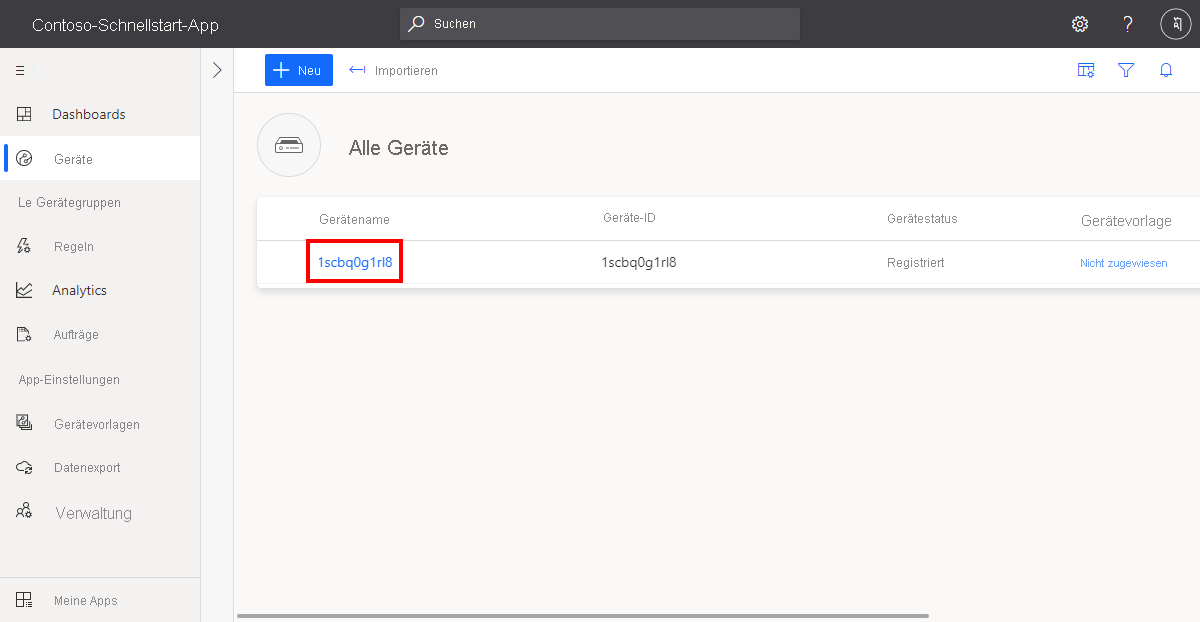 Contoso-Schnellstart-App
Suchen
?
Neu
Importieren
Dashboards
Geräte
Le Gerätegruppen
Regeln
Analytics
Aufträge
App-Einstellungen
Gerätevorlagen
Datenexport
Verwaltung
Meine Apps
Alle Geräte
Gerätename Geräte-ID Gerätestatus Gerätevorlage
1scbq0g1rl8 1scbq0g1rl8 Registriert Nicht zugewiesen